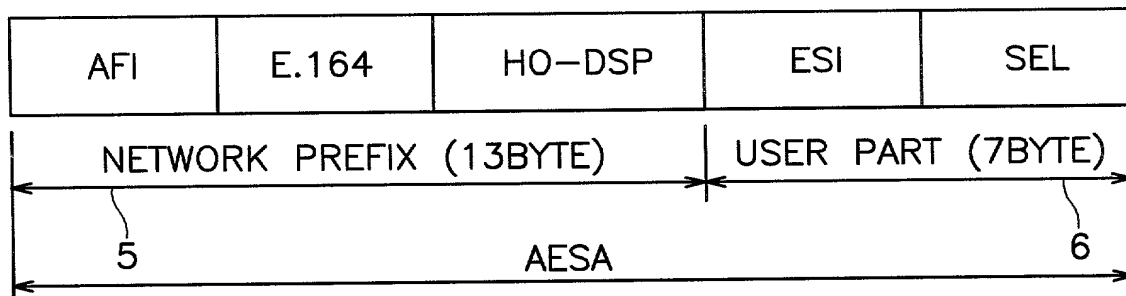 AFI E.164 HO-DSP ESI SEL
NETWORK PREFIX (13BYTE) USER PART (7BYTE)
5 6
AESA